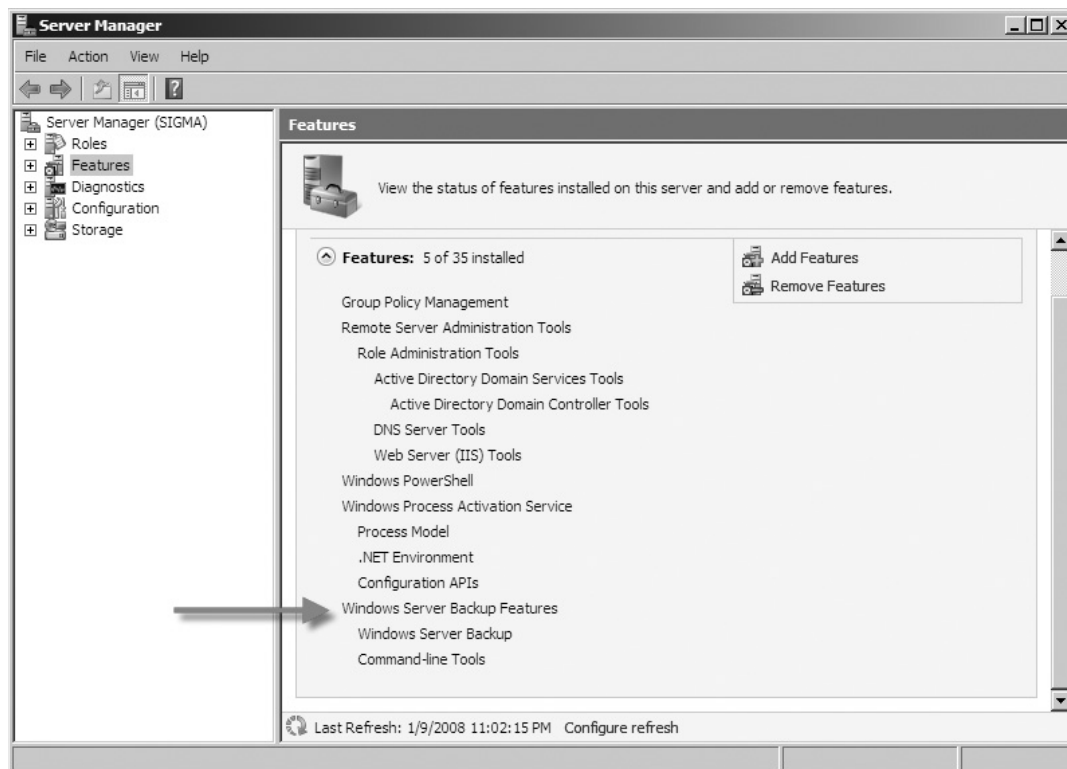 Server Manager
File Action View Help
Server Manager (SIGMA)
Roles
Features
Diagnostics
Configuration
Storage
Features
View the status of features installed on this server and add or remove features.
Features: 5 of 35 installed
Add Features
Remove Features
Group Policy Management
Remote Server Administration Tools
Role Administration Tools
Active Directory Domain Services Tools
Active Directory Domain Controller Tools
DNS Server Tools
Web Server (IIS) Tools
Windows PowerShell
Windows Process Activation Service
Process Model
.NET Environment
Configuration APIs
Windows Server Backup Features
Windows Server Backup
Command-line Tools
Last Refresh: 1/9/2008 11:02:15 PM Configure refresh